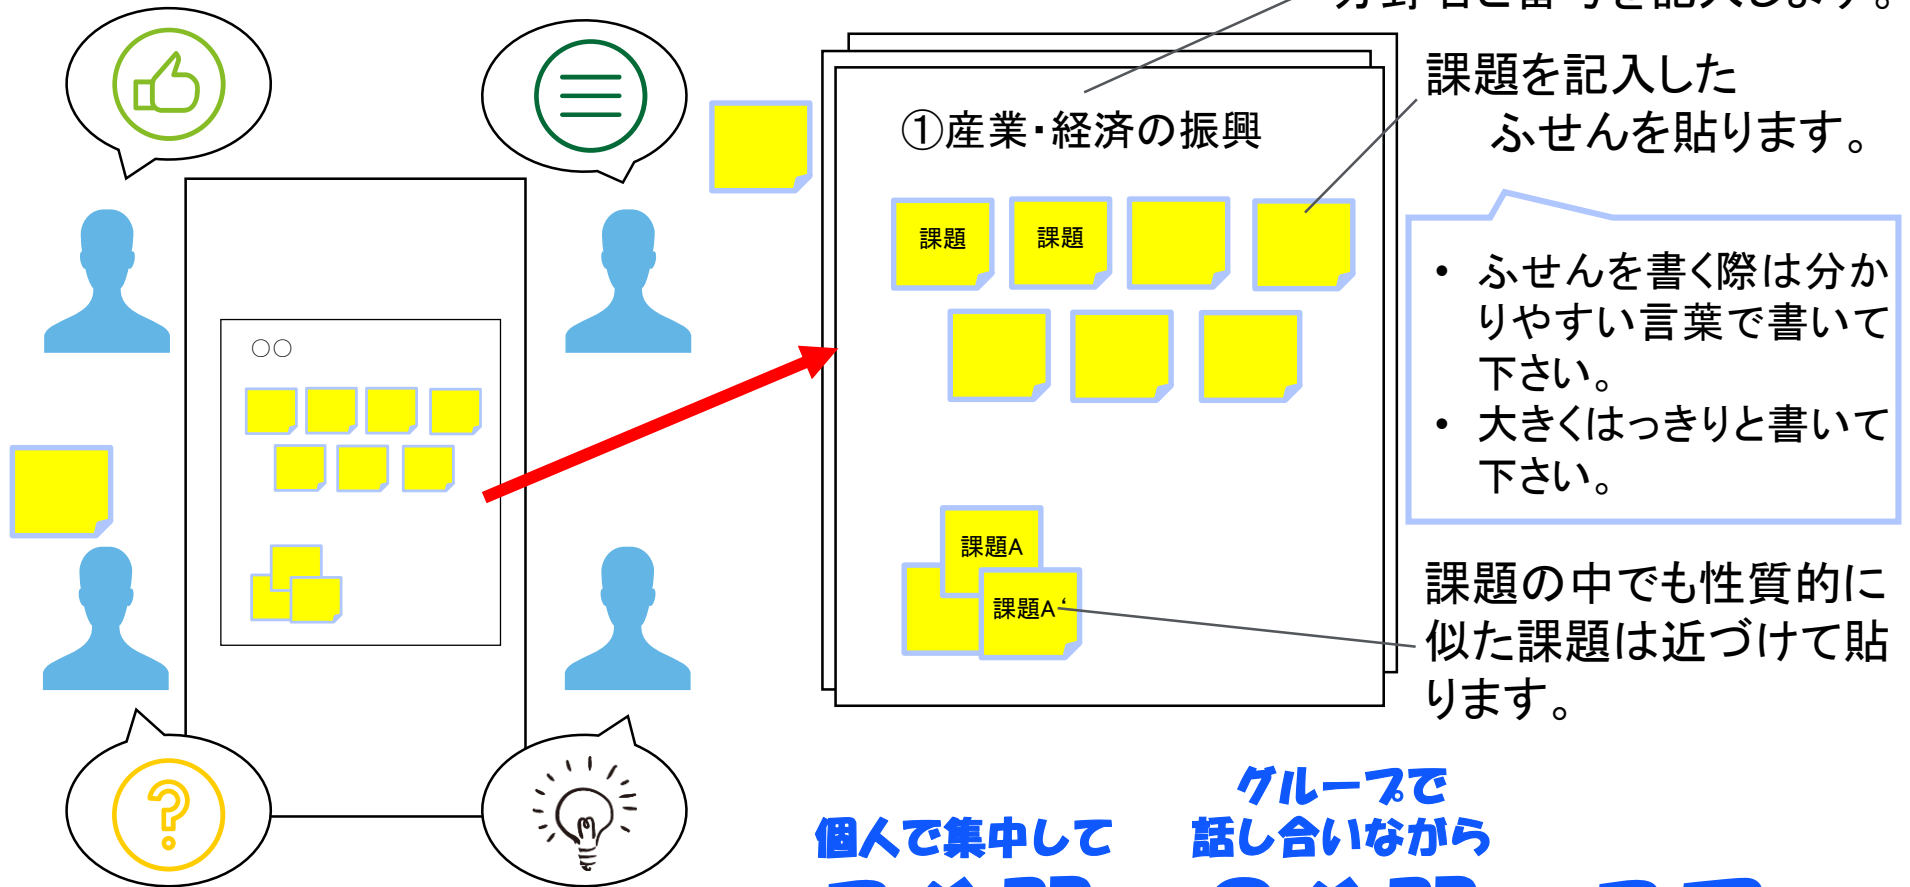 課題を記入した
ふせんを貼ります。
①産業・経済の振興
課題
課題
• ふせんを書く際は分か
りやすい言葉で書いて
下さい。
• 大きくはっきりと書いて
下さい。
○○
課題A
課題A‘
課題の中でも性質的に
似た課題は近づけて貼
ります。
グループで
個人で集中して
話し合いながら